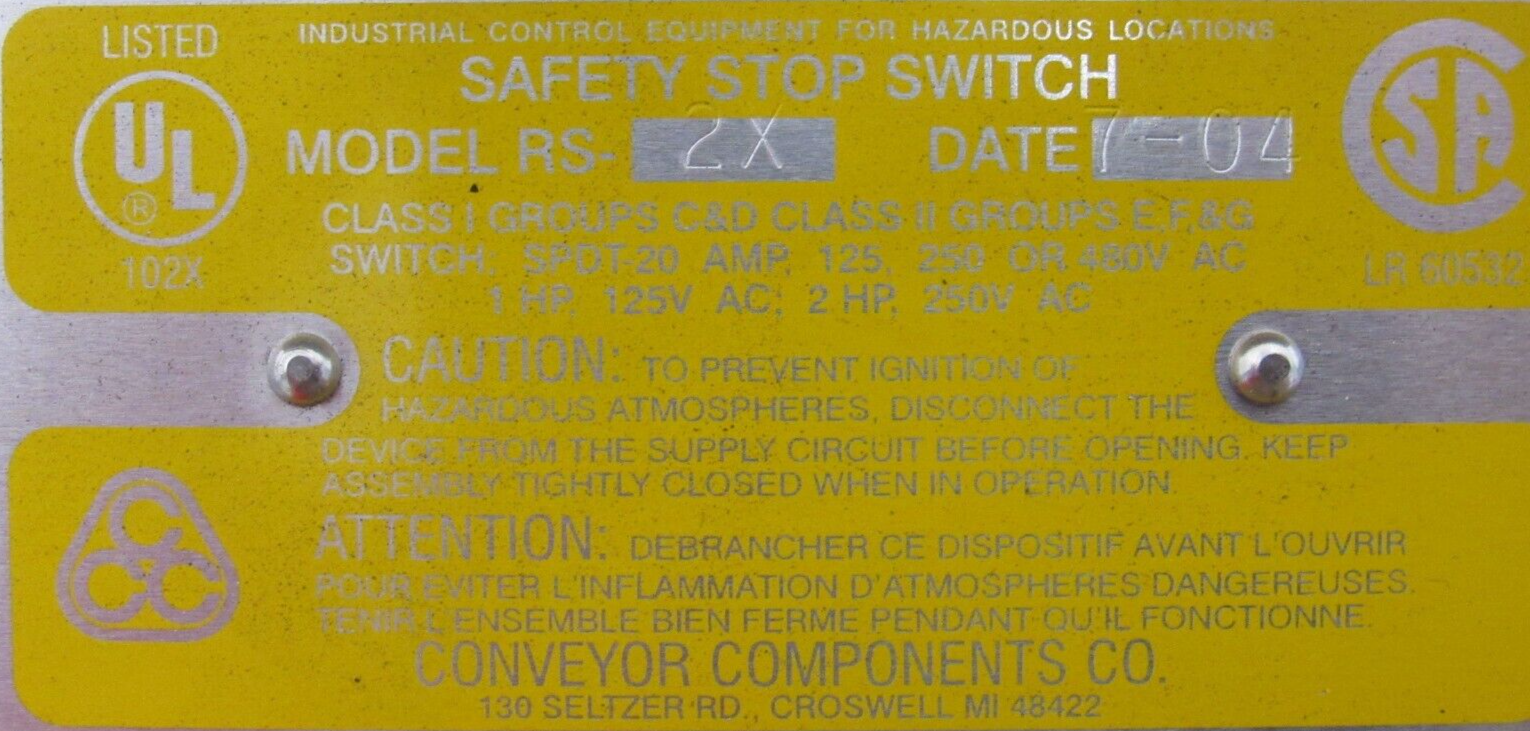 LISTED
UL
®
102X
INDUSTRIAL CONTROL EQUIPMENT FOR HAZARDOUS LOCATIONS
SAFETY STOP SWITCH
MODEL RS- 2X DATE 7-04
CSA
LR 60532
CLASS I GROUPS C&D CLASS II GROUPS E,F,&G
SWITCH: SPDT-20 AMP, 125, 250 OR 480V AC
1 HP, 125V AC, 2 HP, 250V AC
CAUTION: TO PREVENT IGNITION OF
HAZARDOUS ATMOSPHERES, DISCONNECT THE
DEVICE FROM THE SUPPLY CIRCUIT BEFORE OPENING. KEEP
ASSEMBLY TIGHTLY CLOSED WHEN IN OPERATION.
CCC
ATTENTION: DEBRANCHER CE DISPOSITIF AVANT L'OUVRIR
POUR EVITER L'INFLAMMATION D'ATMOSPHERES DANGEREUSES.
TENIR L'ENSEMBLE BIEN FERME PENDANT QU'IL FONCTIONNE.
CONVEYOR COMPONENTS CO.
130 SELTZER RD., CROSWELL MI 48422